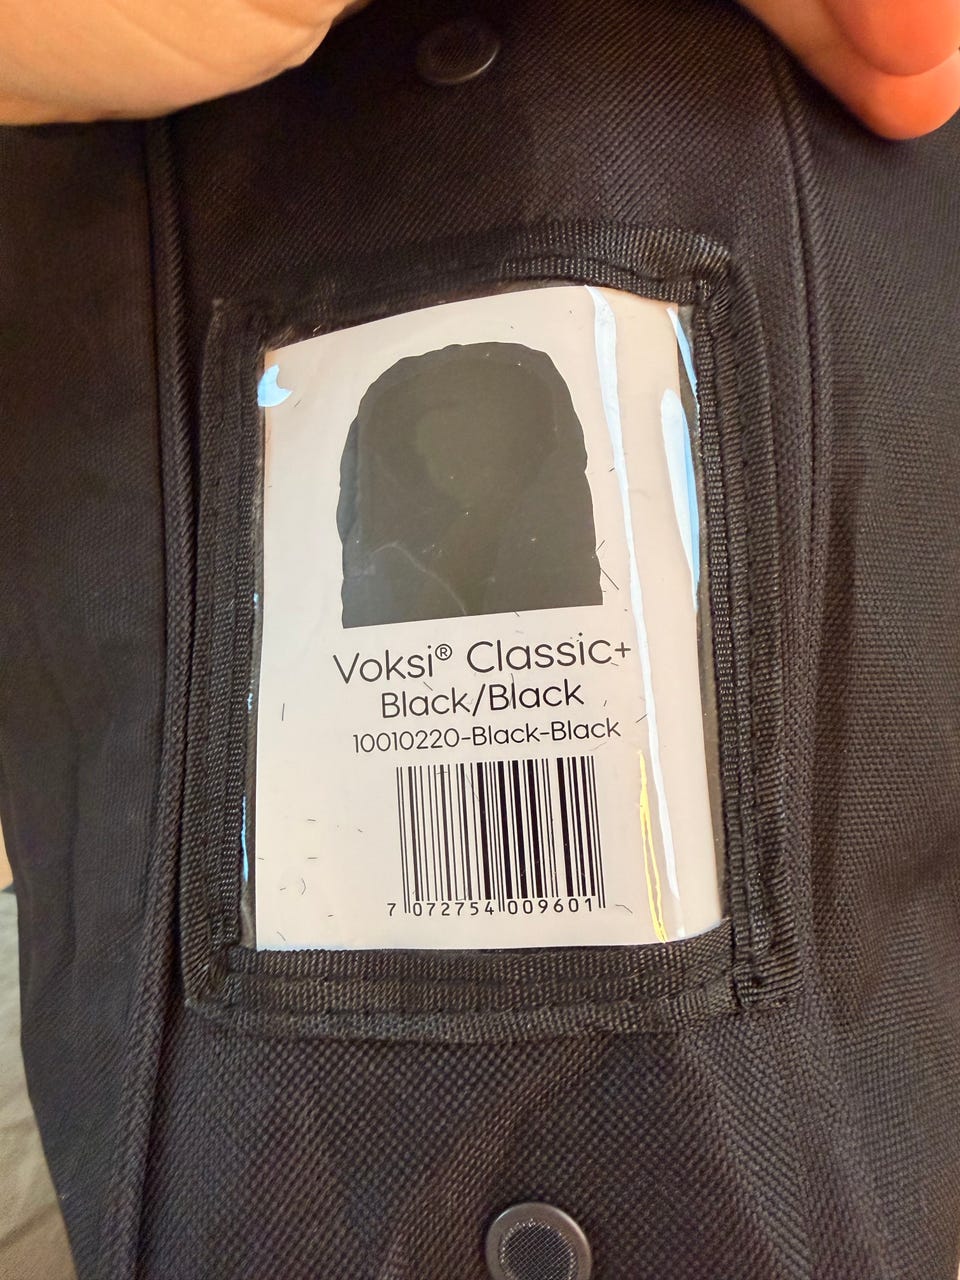 Voksi® Classic+
Black/Black
10010220-Black-Black
7 072754 009601